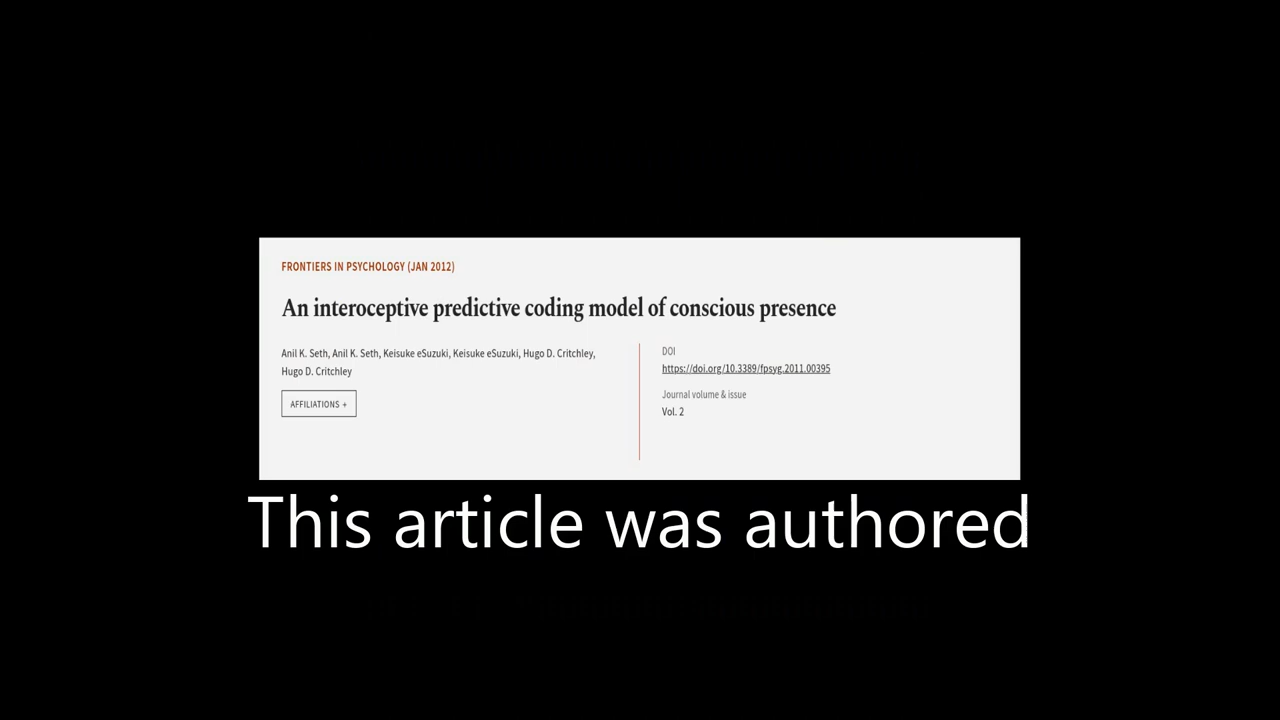 FRONTIERS IN PSYCHOLOGY (JAN 2012)
An interoceptive predictive coding model of conscious presence
Anil K. Seth, Anil K. Seth, Keisuke eSuzuki, Keisuke eSuzuki, Hugo D. Critchley,
Hugo D. Critchley
AFFILIATIONS +
DOI
https://doi.org/10.3389/fpsyg.2011.00395
Journal volume & issue
Vol. 2
This article was authored